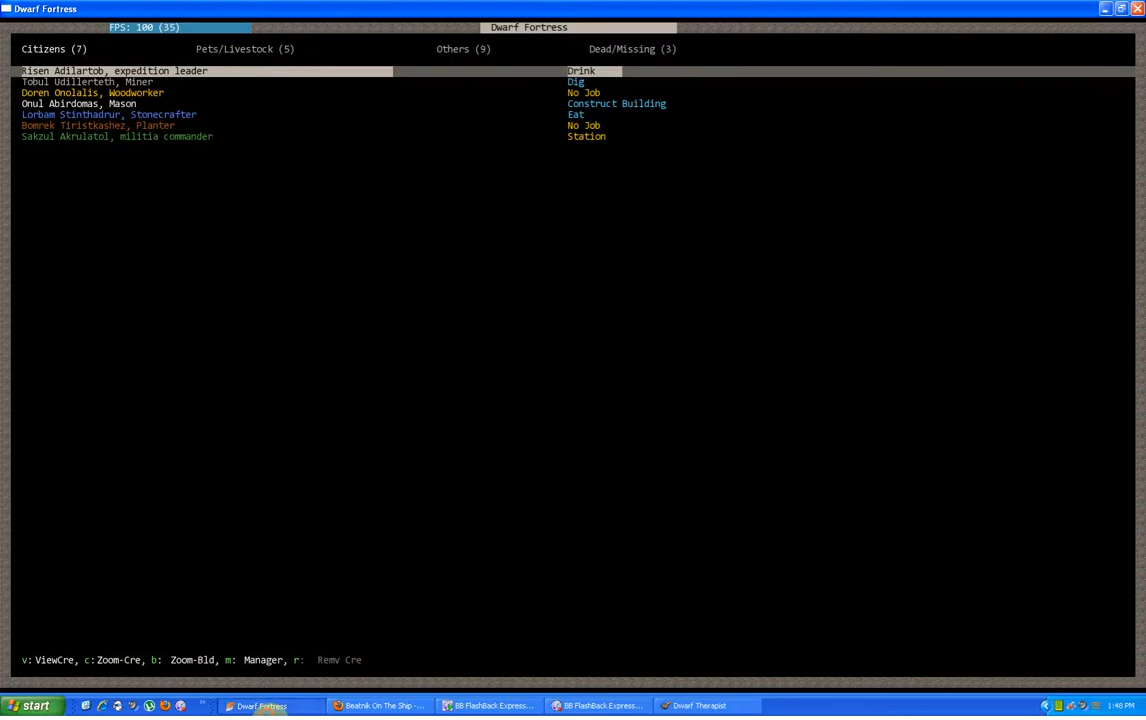 Dwarf Fortress
FPS: 100 (35) Dwarf Fortress
Citizens (7) Pets/Livestock (5) Others (9) Dead/Missing (3)
Risen Adilartob, expedition leader Drink
Tobul Udillerteth, Miner Dig
Doren Onolalis, Woodworker No Job
Onul Abirdomas, Mason Construct Building
Lorbam Stinthadrur, Stonecrafter Eat
Bomrek Tiristkashez, Planter No Job
Sakzul Akrulatol, militia commander Station
v: ViewCre, c: Zoom-Cre, b: Zoom-Bld, m: Manager, r: Remv Cre
start Dwarf Fortress Beatnik On The Ship -... BB FlashBack Express... BB FlashBack Express... Dwarf Therapist 1:48 PM